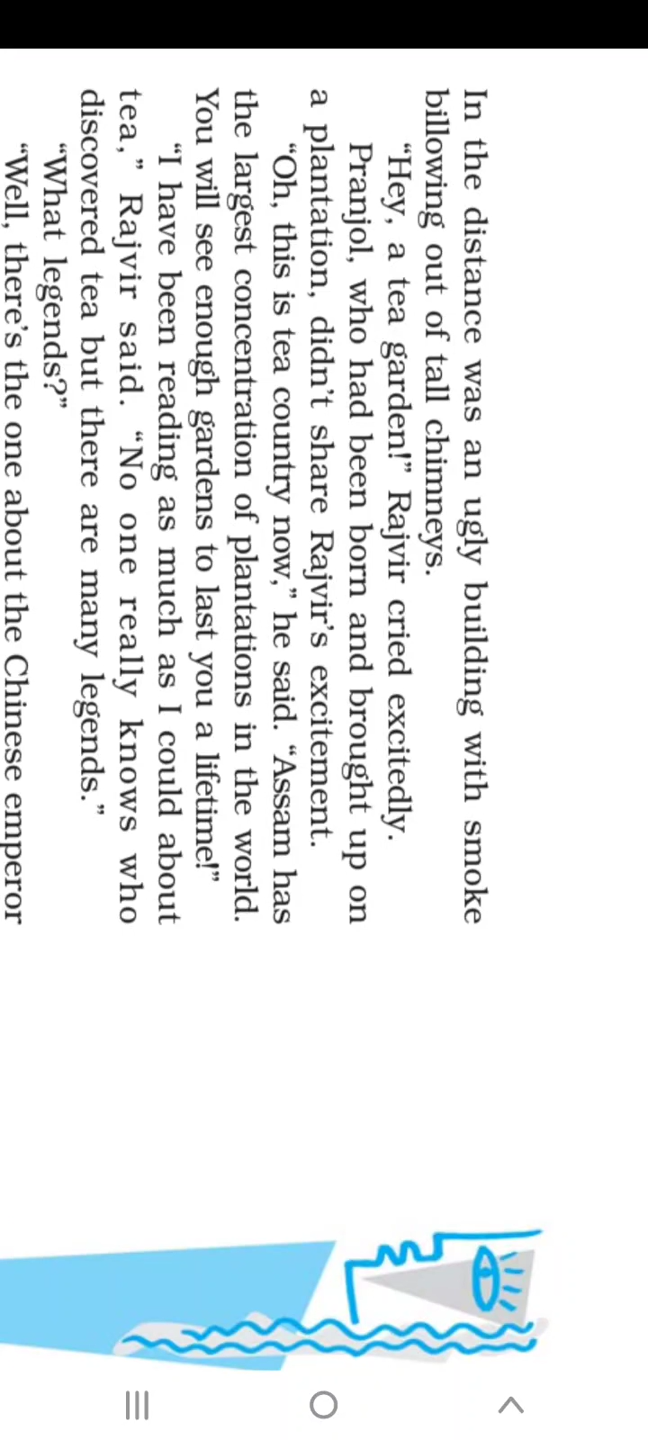 In the distance was an ugly building with smoke
billowing out of tall chimneys.
“Hey, a tea garden!” Rajvir cried excitedly.
Pranjol, who had been born and brought up on
a plantation, didn’t share Rajvir’s excitement.
“Oh, this is tea country now,” he said. “Assam has
the largest concentration of plantations in the world.
You will see enough gardens to last you a lifetime!”
“I have been reading as much as I could about
tea,” Rajvir said. “No one really knows who
discovered tea but there are many legends.”
“What legends?”
“Well, there’s the one about the Chinese emperor